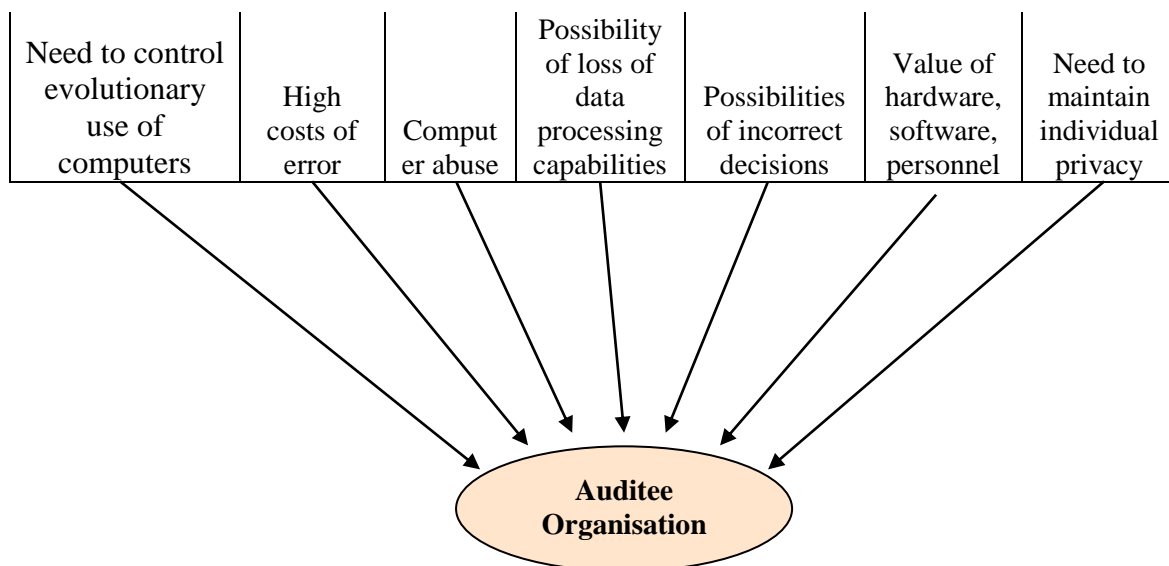 Need to control
evolutionary
use of
computers
High
costs of
error
Comput
er abuse
Possibility
of loss of
data
processing
capabilities
Possibilities
of incorrect
decisions
Value of
hardware,
software,
personnel
Need to
maintain
individual
privacy
Auditee
Organisation